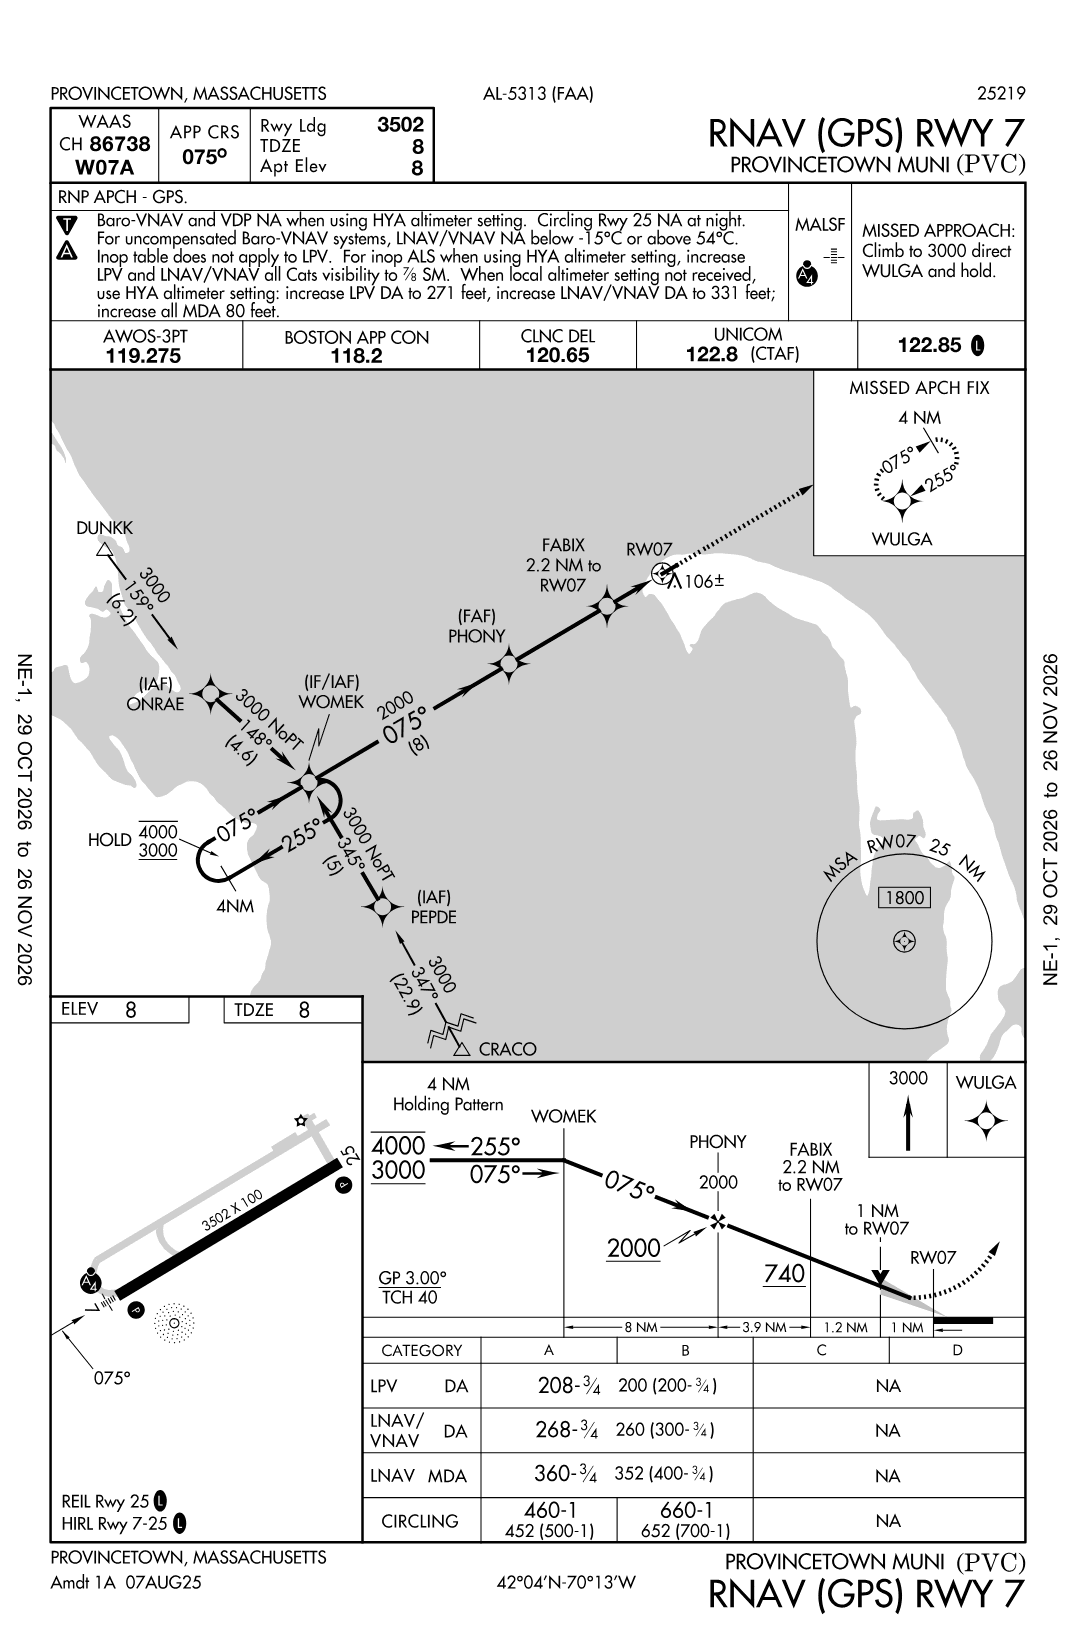 PROVINCETOWN, MASSACHUSETTS
AL-5313 (FAA)
25219
WAAS
CH 86738
W07A
APP CRS
075°
Rwy Ldg 3502
TDZE 8
Apt Elev 8
RNAV (GPS) RWY 7
PROVINCETOWN MUNI (PVC)
RNP APCH - GPS.
T
A
Baro-VNAV and VDP NA when using HYA altimeter setting. Circling Rwy 25 NA at night.
For uncompensated Baro-VNAV systems, LNAV/VNAV NA below -15°C or above 54°C.
Inop table does not apply to LPV. For inop ALS when using HYA altimeter setting, increase
LPV and LNAV/VNAV all Cats visibility to ⅞ SM. When local altimeter setting not received,
use HYA altimeter setting: increase LPV DA to 271 feet, increase LNAV/VNAV DA to 331 feet;
increase all MDA 80 feet.
MALSF
A4
MISSED APPROACH:
Climb to 3000 direct
WULGA and hold.
AWOS-3PT
119.275
BOSTON APP CON
118.2
CLNC DEL
120.65
UNICOM
122.8 (CTAF)
122.85 L
MISSED APCH FIX
4 NM
075°
255°
WULGA
DUNKK
3000
159°
(6.2)
FABIX
2.2 NM to
RW07
RW07
106±
(FAF)
PHONY
(IAF)
ONRAE
3000 NoPT
148°
(4.6)
(IF/IAF)
WOMEK
2000
075°
(8)
HOLD 4000
3000
075°
255°
4NM
3000 NoPT
345°
(5)
(IAF)
PEPDE
3000
347°
(22.9)
CRACO
MSA RW07 25 NM
1800
NE-1, 29 OCT 2026 to 26 NOV 2026
NE-1, 29 OCT 2026 to 26 NOV 2026
ELEV 8
TDZE 8
25
3502 X 100
P
A4
7
P
075°
REIL Rwy 25 L
HIRL Rwy 7-25 L
4 NM
Holding Pattern
4000
3000
255°
075°
WOMEK
075°
PHONY
2000
2000
FABIX
2.2 NM
to RW07
740
1 NM
to RW07
RW07
3000
WULGA
GP 3.00°
TCH 40
8 NM
3.9 NM
1.2 NM
1 NM
CATEGORY A B C D
LPV DA 208-¾ 200 (200-¾) NA
LNAV/
VNAV DA 268-¾ 260 (300-¾) NA
LNAV MDA 360-¾ 352 (400-¾) NA
CIRCLING 460-1 660-1 NA
452 (500-1) 652 (700-1)
PROVINCETOWN, MASSACHUSETTS
Amdt 1A 07AUG25
42°04'N-70°13'W
PROVINCETOWN MUNI (PVC)
RNAV (GPS) RWY 7